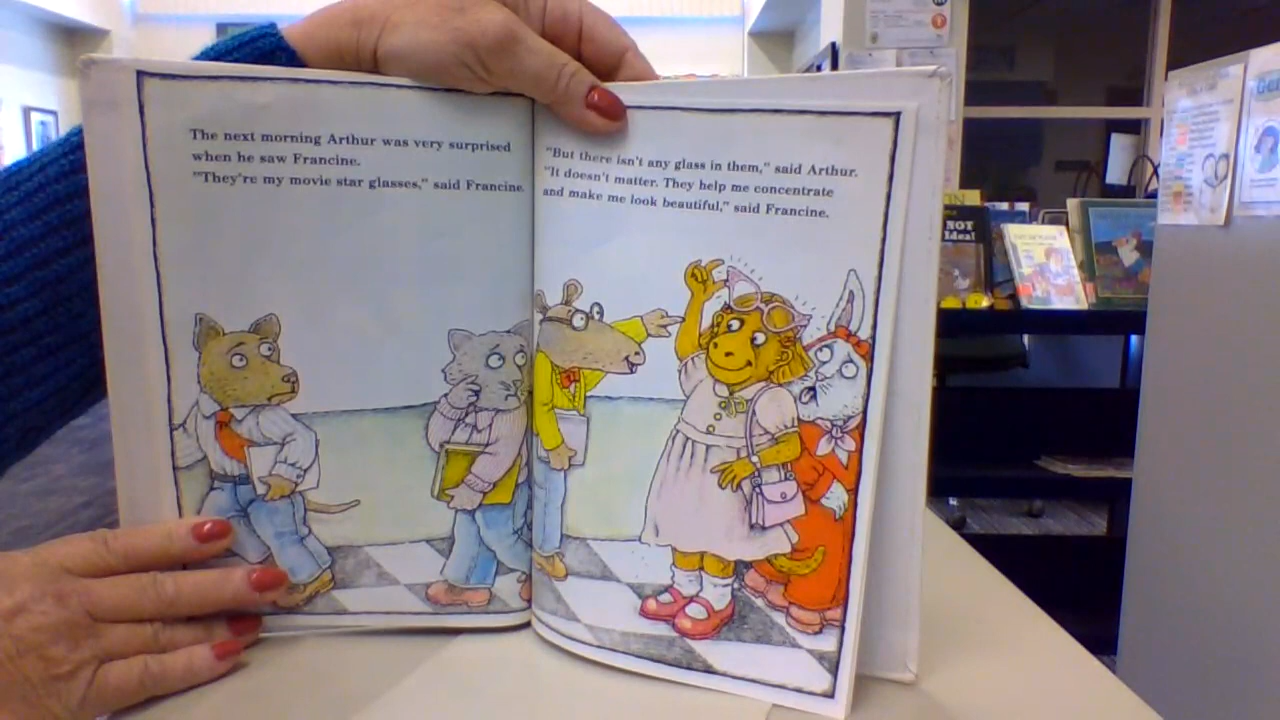 The next morning Arthur was very surprised
when he saw Francine.
"They're my movie star glasses," said Francine.
"But there isn't any glass in them," said Arthur.
"It doesn't matter. They help me concentrate
and make me look beautiful," said Francine.
NOT
Idea!